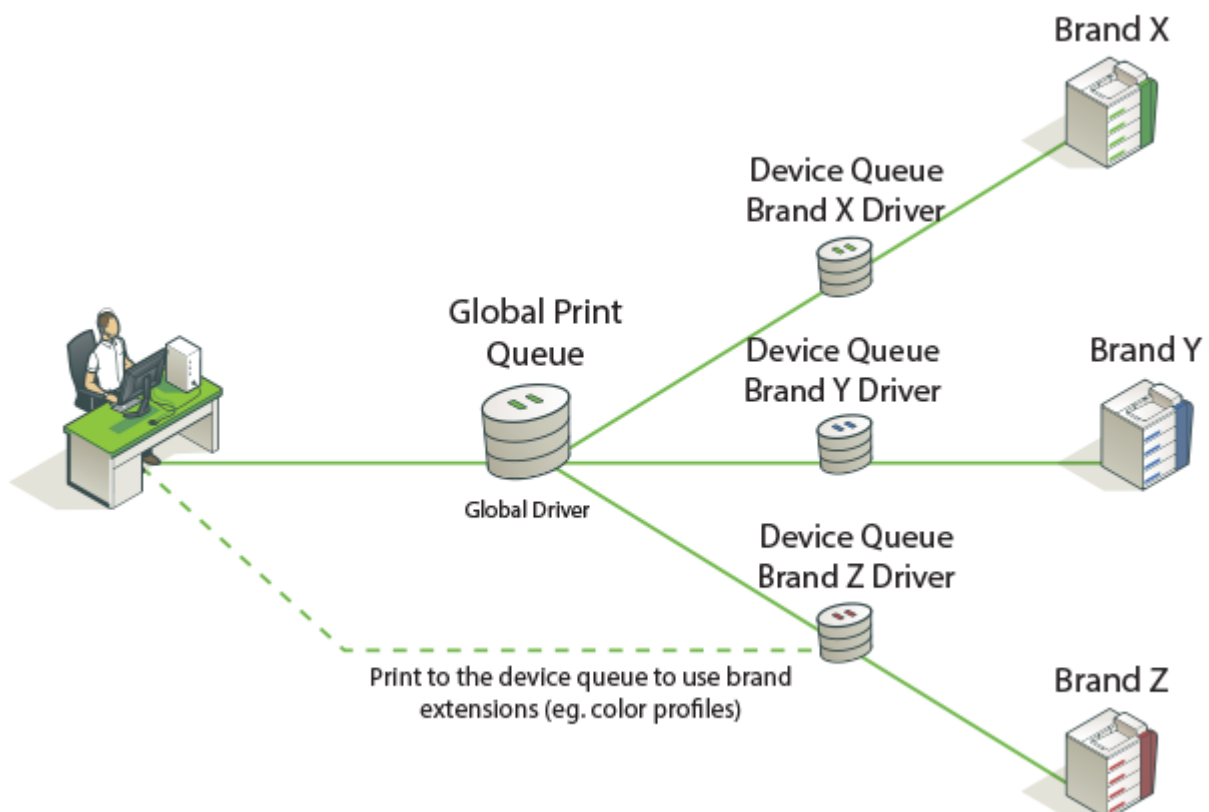 Brand X
Device Queue
Brand X Driver
Global Print
Queue
Device Queue
Brand Y Driver
Brand Y
Global Driver
Device Queue
Brand Z Driver
Print to the device queue to use brand
extensions (eg. color profiles)
Brand Z